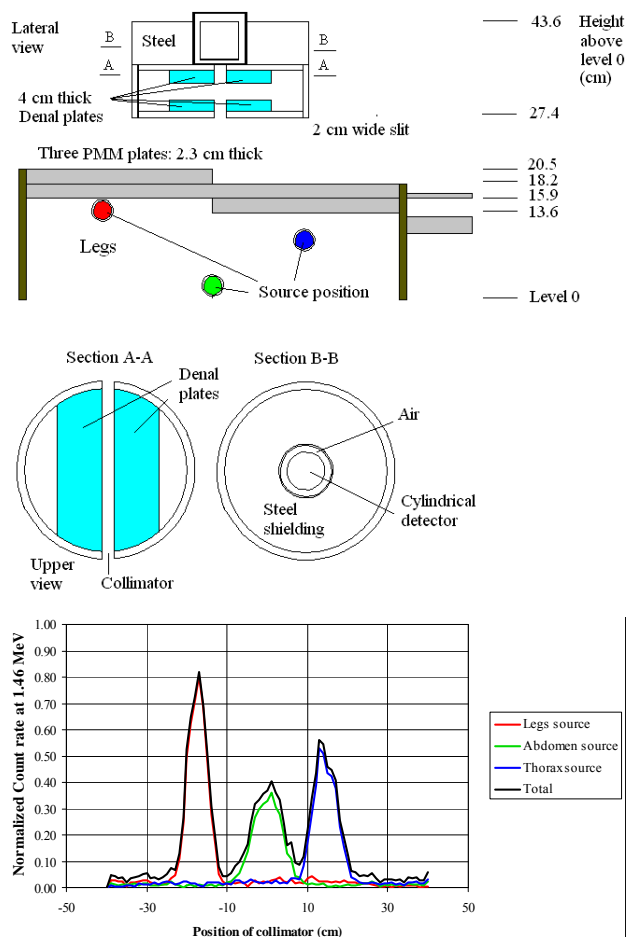 Lateral
view
B
Steel
B
A
A
4 cm thick
Denal plates
2 cm wide slit
43.6 Height
above
level 0
(cm)
27.4
Three PMM plates: 2.3 cm thick
20.5
18.2
15.9
13.6
Legs
Source position
Level 0
Section A-A
Section B-B
Denal
plates
Air
Steel
shielding
Cylindrical
detector
Upper
view
Collimator
Normalized Count rate at 1.46 MeV
1.00
0.90
0.80
0.70
0.60
0.50
0.40
0.30
0.20
0.10
0.00
-50
-30
-10
10
30
50
Position of collimator (cm)
Legs source
Abdomen source
Thorax source
Total